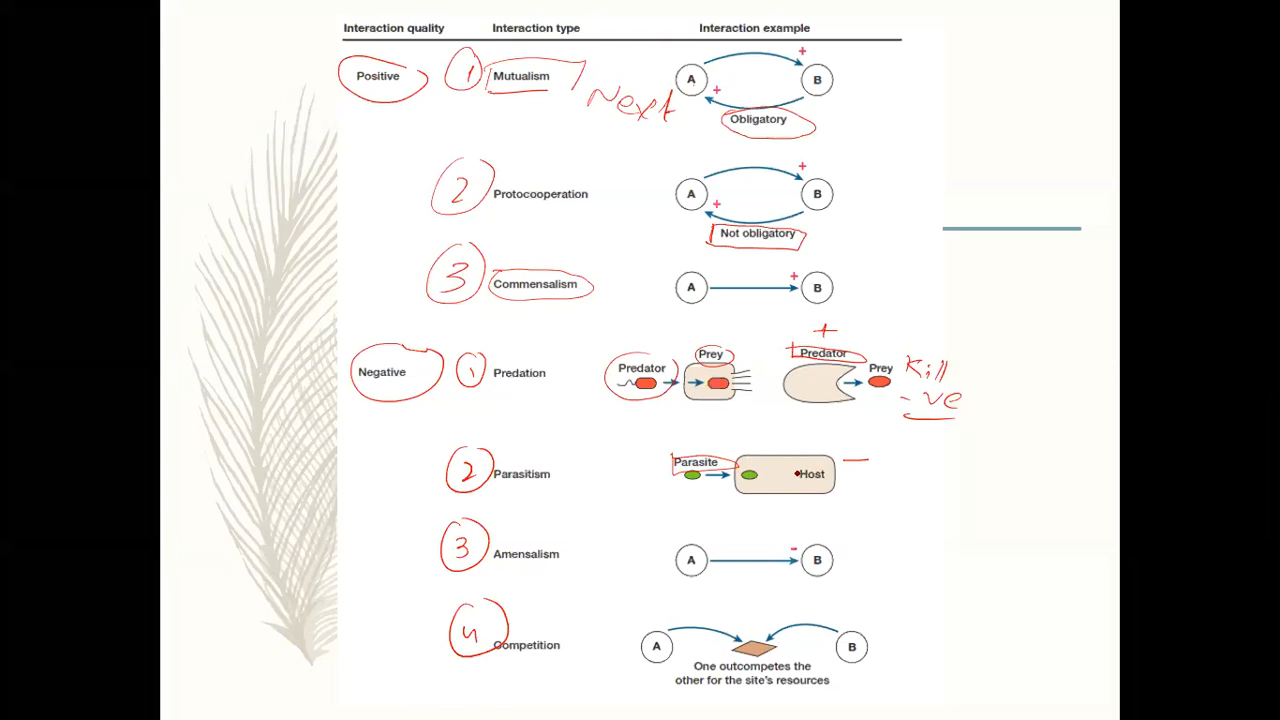 Interaction quality Interaction type Interaction example
Positive 1 Mutualism Next A + B +
Obligatory
2 Protocooperation A + B +
Not obligatory
3 Commensalism A + B
+
Negative 1 Predation Predator Prey Predator Prey Kill
-ve
2 Parasitism Parasite Host -
3 Amensalism A - B
4 Competition A B
One outcompetes the
other for the site's resources